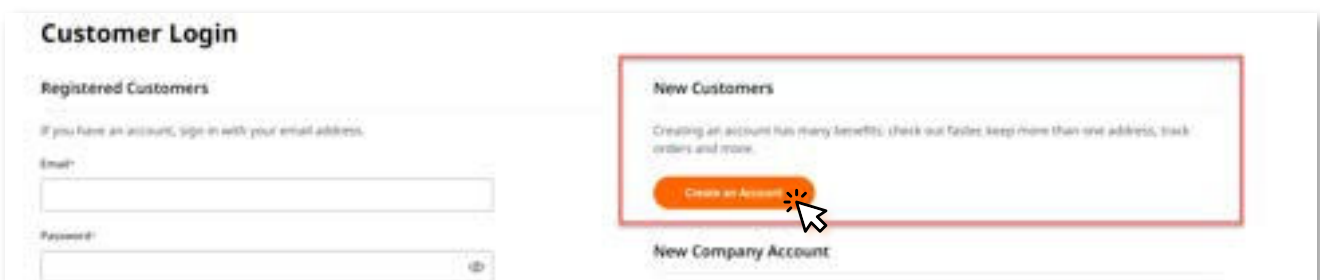 Customer Login
Registered Customers
If you have an account, sign in with your email address.
Email*
Password*
New Customers
Creating an account has many benefits: check out faster, keep more than one address, track
orders and more.
Create an Account
New Company Account